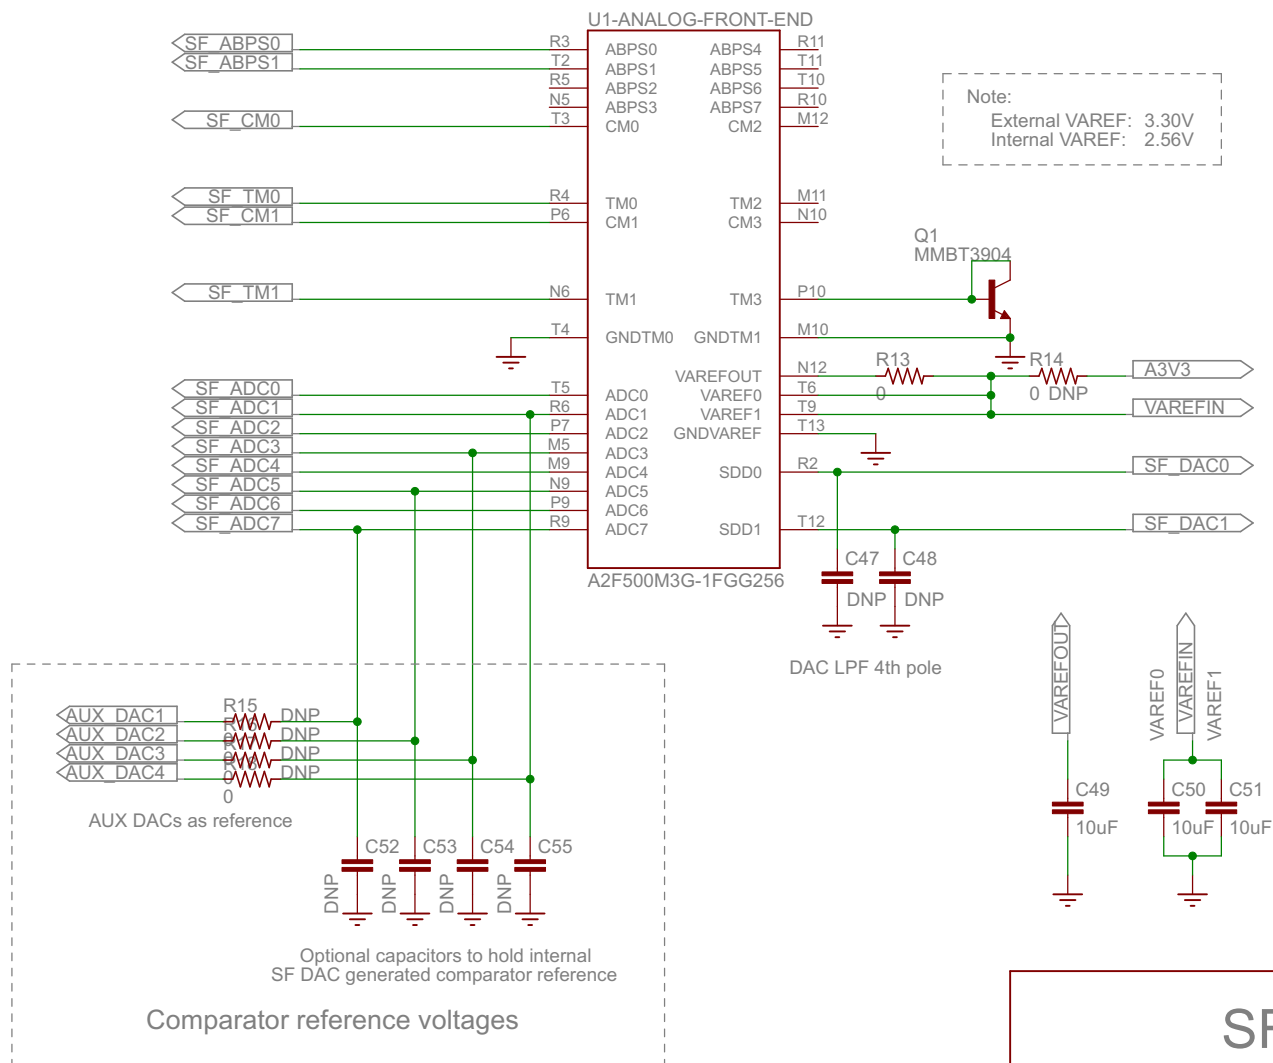 U1-ANALOG-FRONT-END
SF_ABPS0 R3 ABPS0 ABPS4 R11
SF_ABPS1 T2 ABPS1 ABPS5 T11
R5 ABPS2 ABPS6 T10
N5 ABPS3 ABPS7 R10
SF_CM0 T3 CM0 CM2 M12
Note:
External VAREF: 3.30V
Internal VAREF: 2.56V
SF_TM0 R4 TM0 TM2 M11
SF_CM1 P6 CM1 CM3 N10
Q1
MMBT3904
SF_TM1 N6 TM1 TM3 P10
T4 GNDTM0 GNDTM1 M10
VAREFOUT N12 R13 0 R14 0 DNP A3V3
SF_ADC0 T5 ADC0 VAREF0 T6
SF_ADC1 R6 ADC1 VAREF1 T9 VAREFIN
SF_ADC2 P7 ADC2 GNDVAREF T13
SF_ADC3 M5 ADC3
SF_ADC4 M9 ADC4 SDD0 R2 SF_DAC0
SF_ADC5 N9 ADC5
SF_ADC6 P9 ADC6
SF_ADC7 R9 ADC7 SDD1 T12 SF_DAC1
A2F500M3G-1FGG256
C47 C48
DNP DNP
DAC LPF 4th pole
VAREFOUT
VAREF0
VAREFIN
VAREF1
C49 C50 C51
10uF 10uF 10uF
R15
AUX_DAC1 DNP
AUX_DAC2 DNP
AUX_DAC3 DNP
AUX_DAC4 DNP
0
AUX DACs as reference
C52 C53 C54 C55
DNP DNP DNP DNP
Optional capacitors to hold internal
SF DAC generated comparator reference
Comparator reference voltages